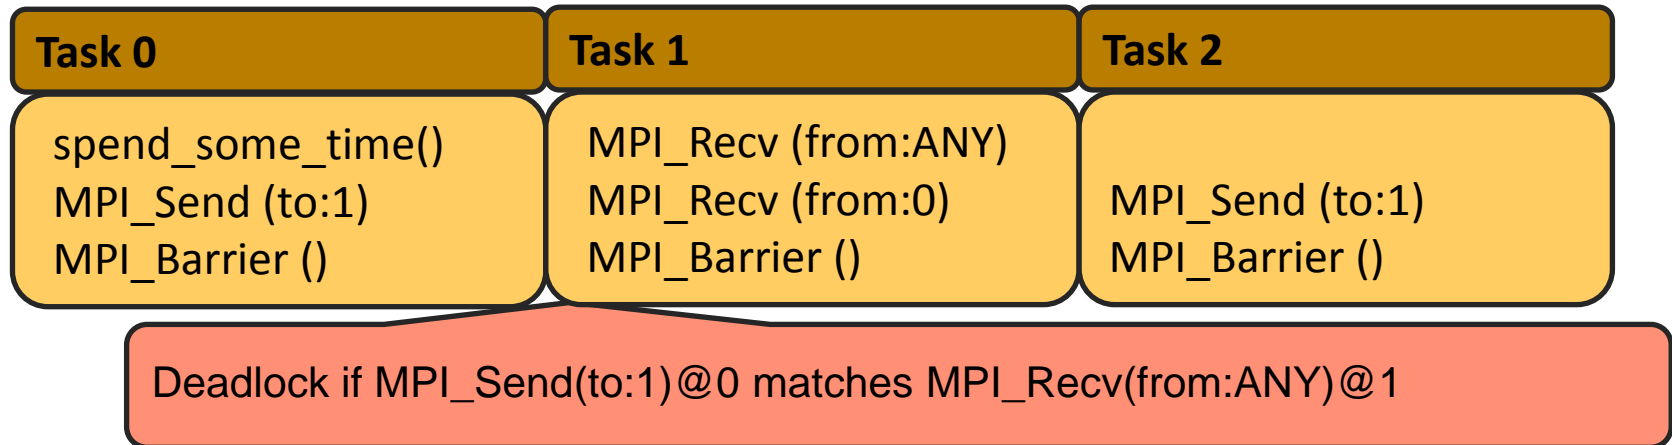 Task 0
Task 1
Task 2
spend_some_time()
MPI_Send (to:1)
MPI_Barrier ()
MPI_Recv (from:ANY)
MPI_Recv (from:0)
MPI_Barrier ()
MPI_Send (to:1)
MPI_Barrier ()
Deadlock if MPI_Send(to:1)@0 matches MPI_Recv(from:ANY)@1